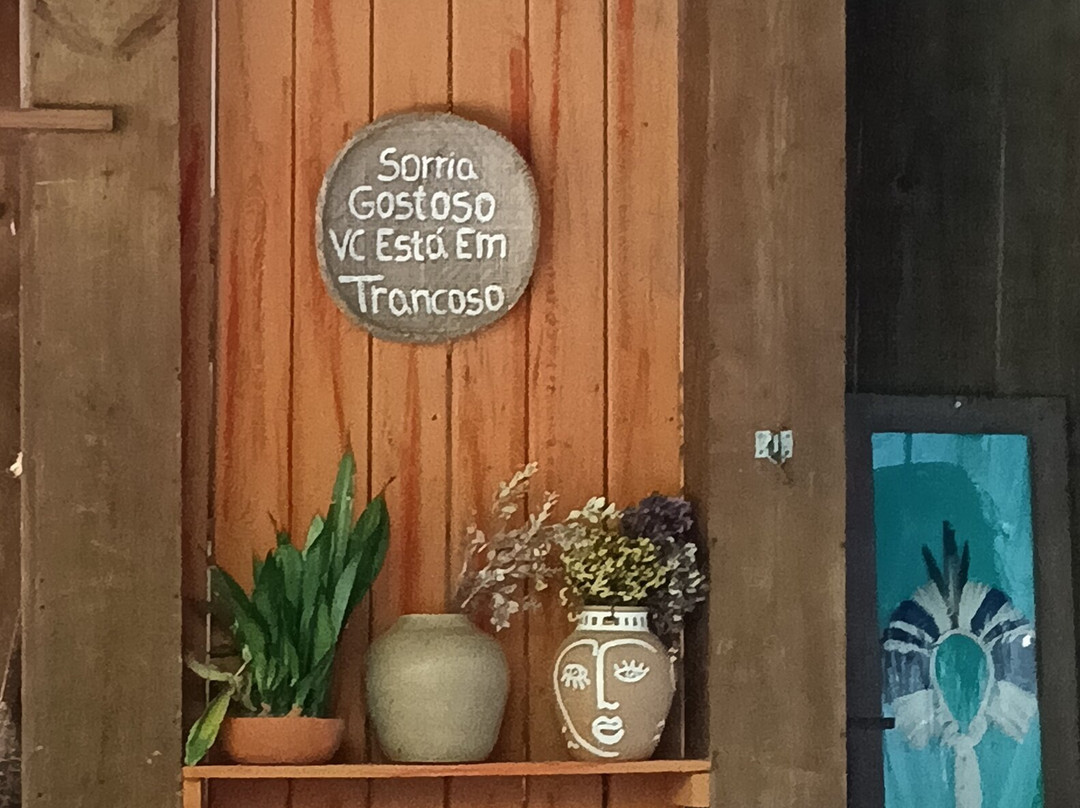 Sorria
Gostoso
VC Está Em
Trancoso